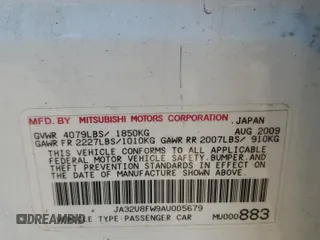 MFD. BY MITSUBISHI MOTORS CORPORATION, JAPAN
GVWR 4079LBS/ 1850KG AUG 2009
GAWR FR 2227LBS/1010KG GAWR RR 2007LBS/ 910KG
THIS VEHICLE CONFORMS TO ALL APPLICABLE
FEDERAL MOTOR VEHICLE SAFETY, BUMPER, AND
THEFT PREVENTION STANDARDS IN EFFECT ON THE
DATE OF MANUFACTURE SHOWN ABOVE.
JA32U8FW9AU005679
TYPE PASSENGER CAR MU000883